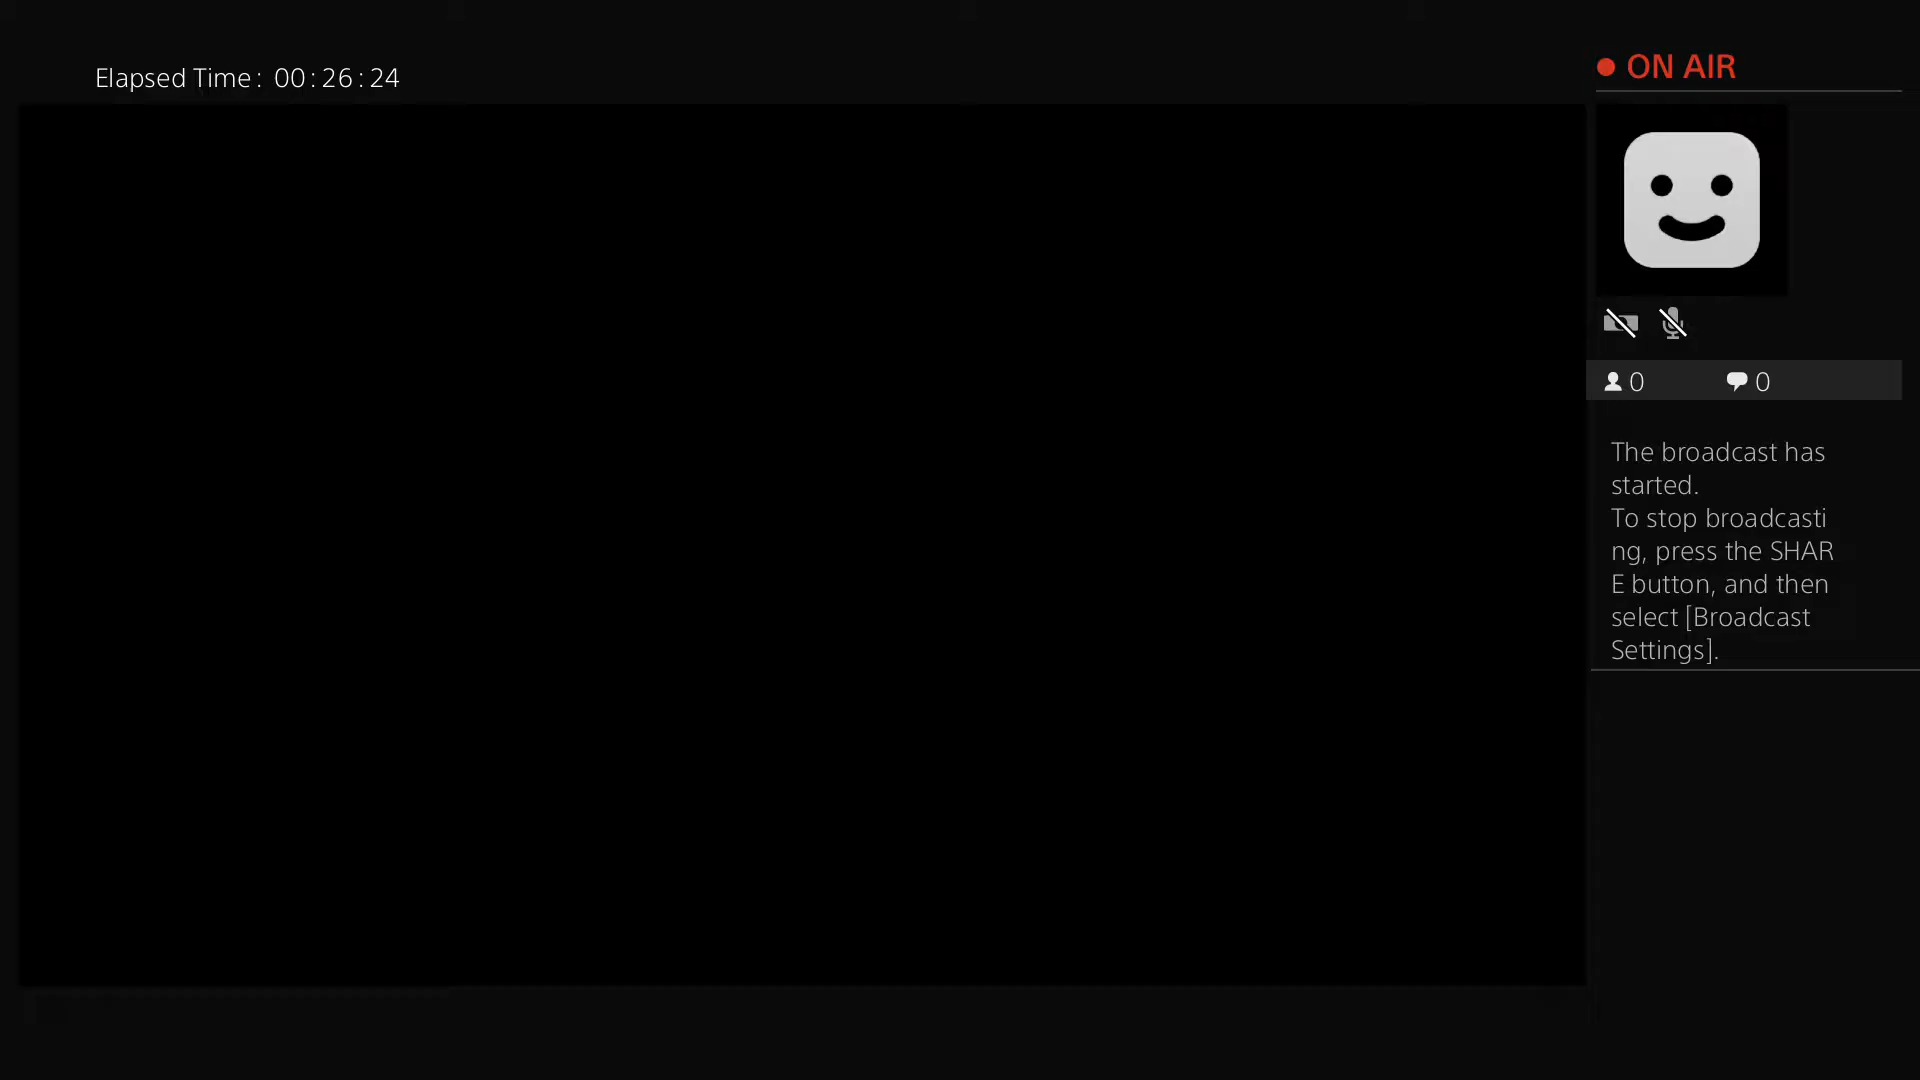 Elapsed Time: 00:26:24
ON AIR
0 0
The broadcast has
started.
To stop broadcasti
ng, press the SHAR
E button, and then
select [Broadcast
Settings].